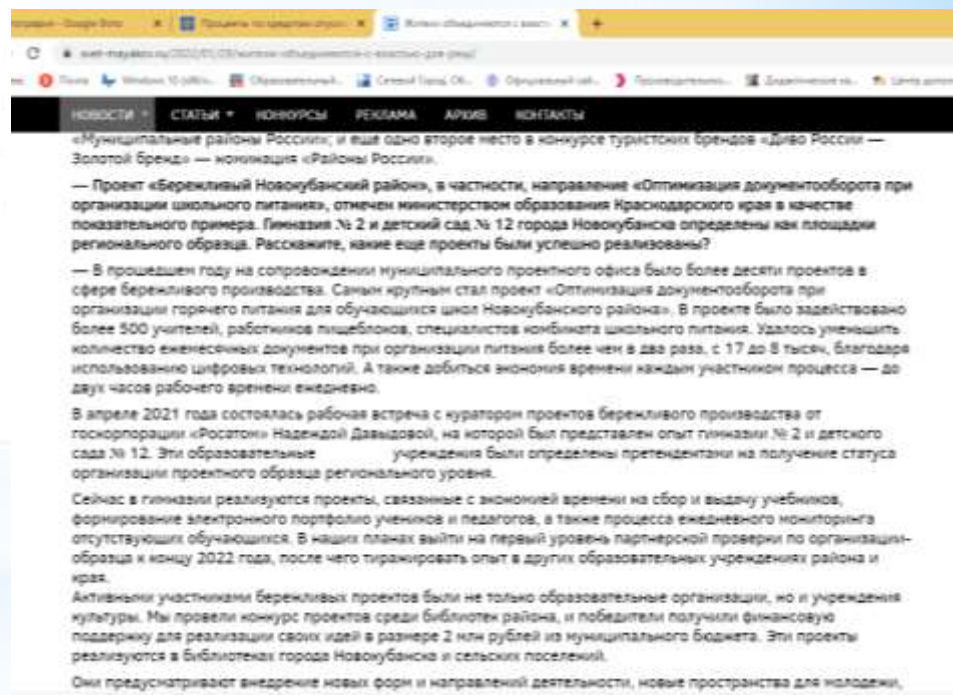 Windows 10 (x86)...
НОВОСТИ СТАТЬИ КОНКУРСЫ РЕКЛАМА АРХИВ КОНТАКТЫ
«Муниципальные районы России»; и еще одно второе место в конкурсе туристских брендов «Диво России —
Золотой бренд» — номинация «Районы России».
— Проект «Бережливый Новокубанский район», в частности, направление «Оптимизация документооборота при
организации школьного питания», отмечен министерством образования Краснодарского края в качестве
показательного примера. Гимназия № 2 и детский сад № 12 города Новокубанска определены как площадки
регионального образца. Расскажите, какие еще проекты были успешно реализованы?
— В прошедшем году на сопровождении муниципального проектного офиса было более десяти проектов в
сфере бережливого производства. Самым крупным стал проект «Оптимизация документооборота при
организации горячего питания для обучающихся школ Новокубанского района». В проекте было задействовано
более 500 учителей, работников пищеблоков, специалистов комбината школьного питания. Удалось уменьшить
количество ежемесячных документов при организации питания более чем в два раза, с 17 до 8 тысяч, благодаря
использованию цифровых технологий. А также добиться экономия времени каждым участником процесса — до
двух часов рабочего времени ежедневно.
В апреле 2021 года состоялась рабочая встреча с куратором проектов бережливого производства от
госкорпорации «Росатом» Надеждой Давыдовой, на которой был представлен опыт гимназии № 2 и детского
сада № 12. Эти образовательные учреждения были определены претендентами на получение статуса
организации проектного образца регионального уровня.
Сейчас в гимназии реализуются проекты, связанные с экономией времени на сбор и выдачу учебников,
формирование электронного портфолио учеников и педагогов, а также процесса ежедневного мониторинга
отсутствующих обучающихся. В наших планах выйти на первый уровень партнерской проверки по организации-
образца к концу 2022 года, после чего тиражировать опыт в других образовательных учреждениях района и
края.
Активными участниками бережливых проектов были не только образовательные организации, но и учреждения
культуры. Мы провели конкурс проектов среди библиотек района, и победители получили финансовую
поддержку для реализации своих идей в размере 2 млн рублей из муниципального бюджета. Эти проекты
реализуются в библиотеках города Новокубанска и сельских поселений.
Они предусматривают внедрение новых форм и направлений деятельности, новые пространства для молодежи,